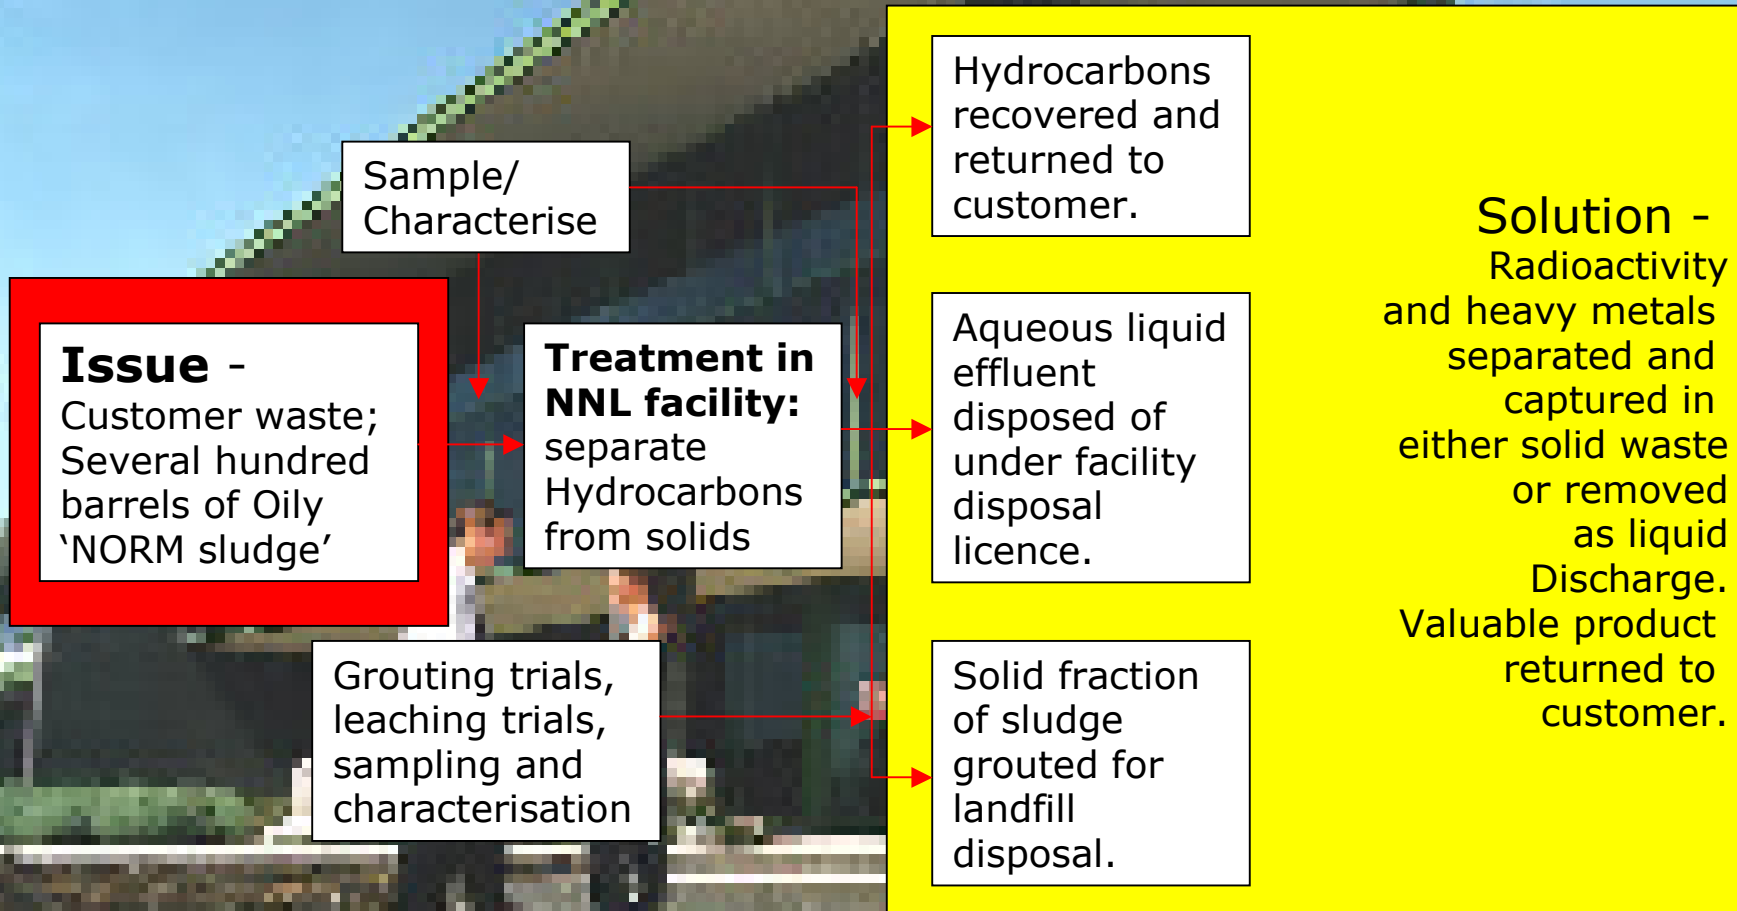 Issue -
Customer waste;
Several hundred
barrels of Oily
‘NORM sludge’
Sample/
Characterise
Treatment in
NNL facility:
separate
Hydrocarbons
from solids
Grouting trials,
leaching trials,
sampling and
characterisation
Hydrocarbons
recovered and
returned to
customer.
Aqueous liquid
effluent
disposed of
under facility
disposal
licence.
Solid fraction
of sludge
grouted for
landfill
disposal.
Solution -
Radioactivity
and heavy metals
separated and
captured in
either solid waste
or removed
as liquid
Discharge.
Valuable product
returned to
customer.